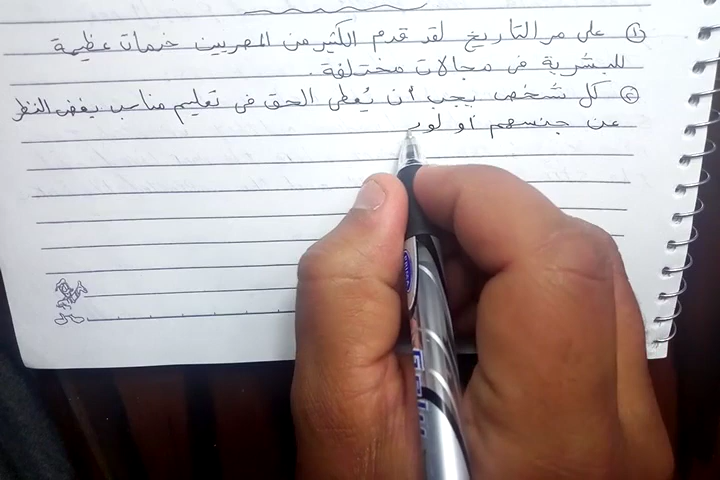 ① على مر التاريخ لقد قدم الكثير من المصريين خدمات عظيمة
للبشرية في مجالات مختلفة .
② كل شخص يجب أن يُعطى الحق في تعليم مناسب بغض النظر
عن جنسهم أو لور